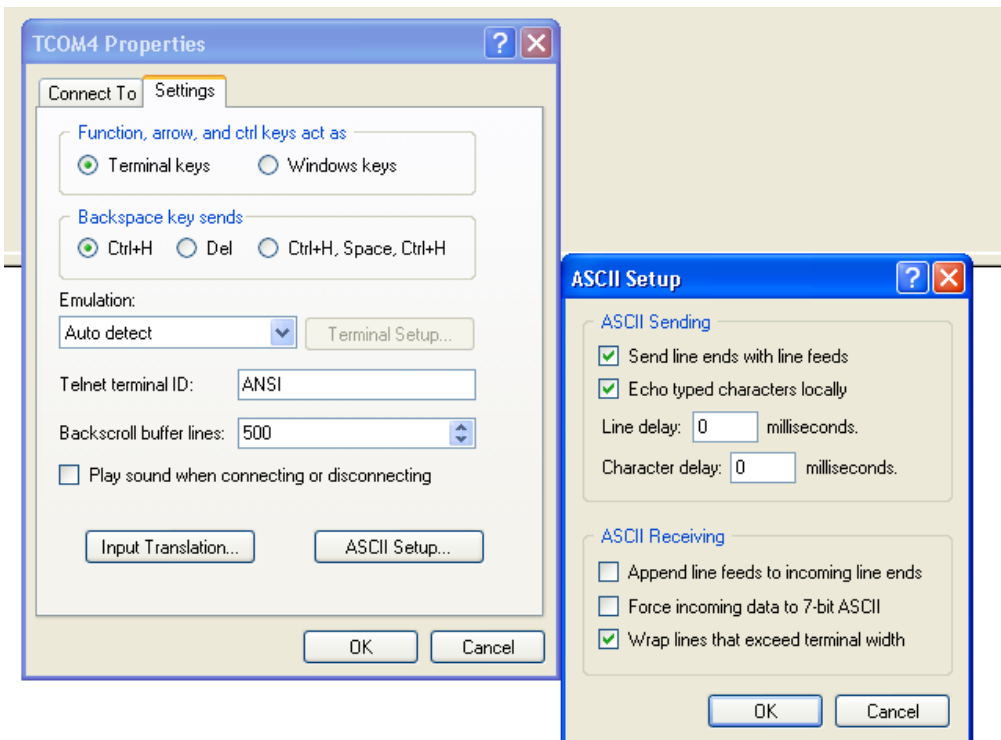 TCOM4 Properties
Connect To Settings
Function, arrow, and ctrl keys act as
Terminal keys Windows keys
Backspace key sends
Ctrl+H Del Ctrl+H, Space, Ctrl+H
Emulation:
Auto detect Terminal Setup...
Telnet terminal ID: ANSI
Backscroll buffer lines: 500
Play sound when connecting or disconnecting
Input Translation... ASCII Setup...
OK Cancel
ASCII Setup
ASCII Sending
Send line ends with line feeds
Echo typed characters locally
Line delay: 0 milliseconds.
Character delay: 0 milliseconds.
ASCII Receiving
Append line feeds to incoming line ends
Force incoming data to 7-bit ASCII
Wrap lines that exceed terminal width
OK Cancel